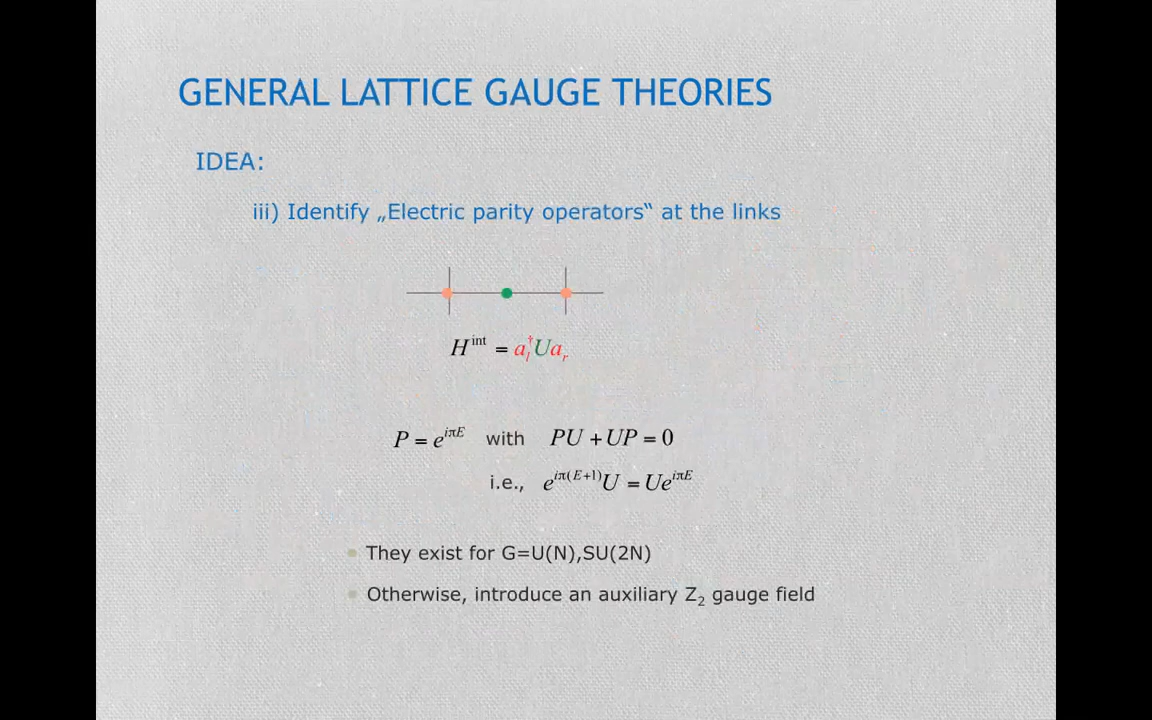 GENERAL LATTICE GAUGE THEORIES
IDEA:
iii) Identify „Electric parity operators“ at the links
H^int = a_l^† U a_r
P = e^{iπE} with PU + UP = 0
i.e., e^{iπ(E+1)} U = U e^{iπE}
• They exist for G=U(N),SU(2N)
• Otherwise, introduce an auxiliary Z₂ gauge field